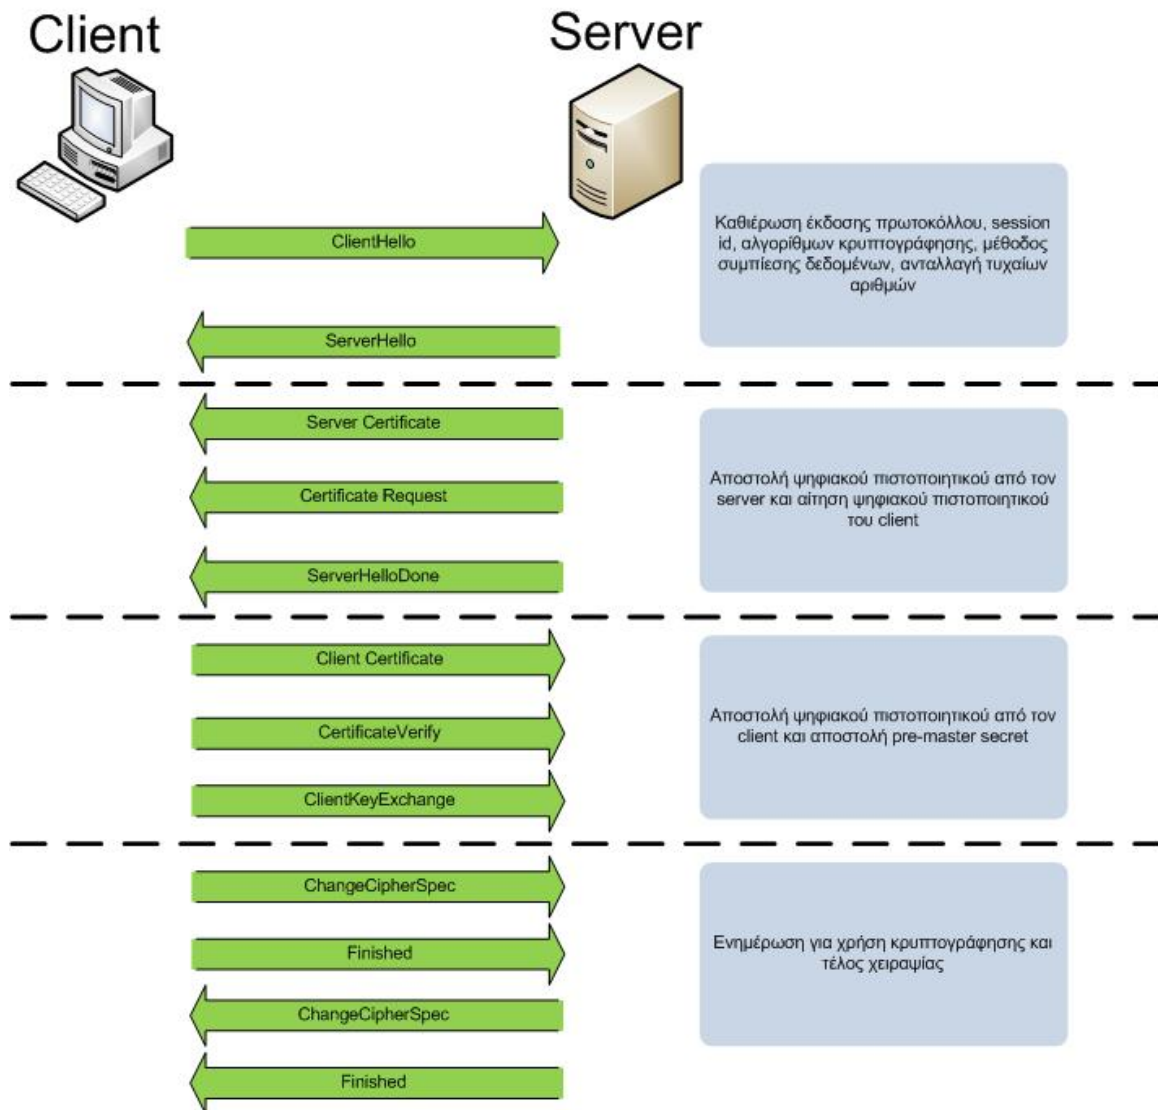 Client
Server
ClientHello
Καθιέρωση έκδοσης πρωτοκόλλου, session
id, αλγορίθμων κρυπτογράφησης, μέθοδος
συμπίεσης δεδομένων, ανταλλαγή τυχαίων
αριθμών
ServerHello
Server Certificate
Certificate Request
ServerHelloDone
Αποστολή ψηφιακού πιστοποιητικού από τον
server και αίτηση ψηφιακού πιστοποιητικού
του client
Client Certificate
CertificateVerify
ClientKeyExchange
Αποστολή ψηφιακού πιστοποιητικού από τον
client και αποστολή pre-master secret
ChangeCipherSpec
Finished
ChangeCipherSpec
Finished
Ενημέρωση για χρήση κρυπτογράφησης και
τέλος χειραψίας